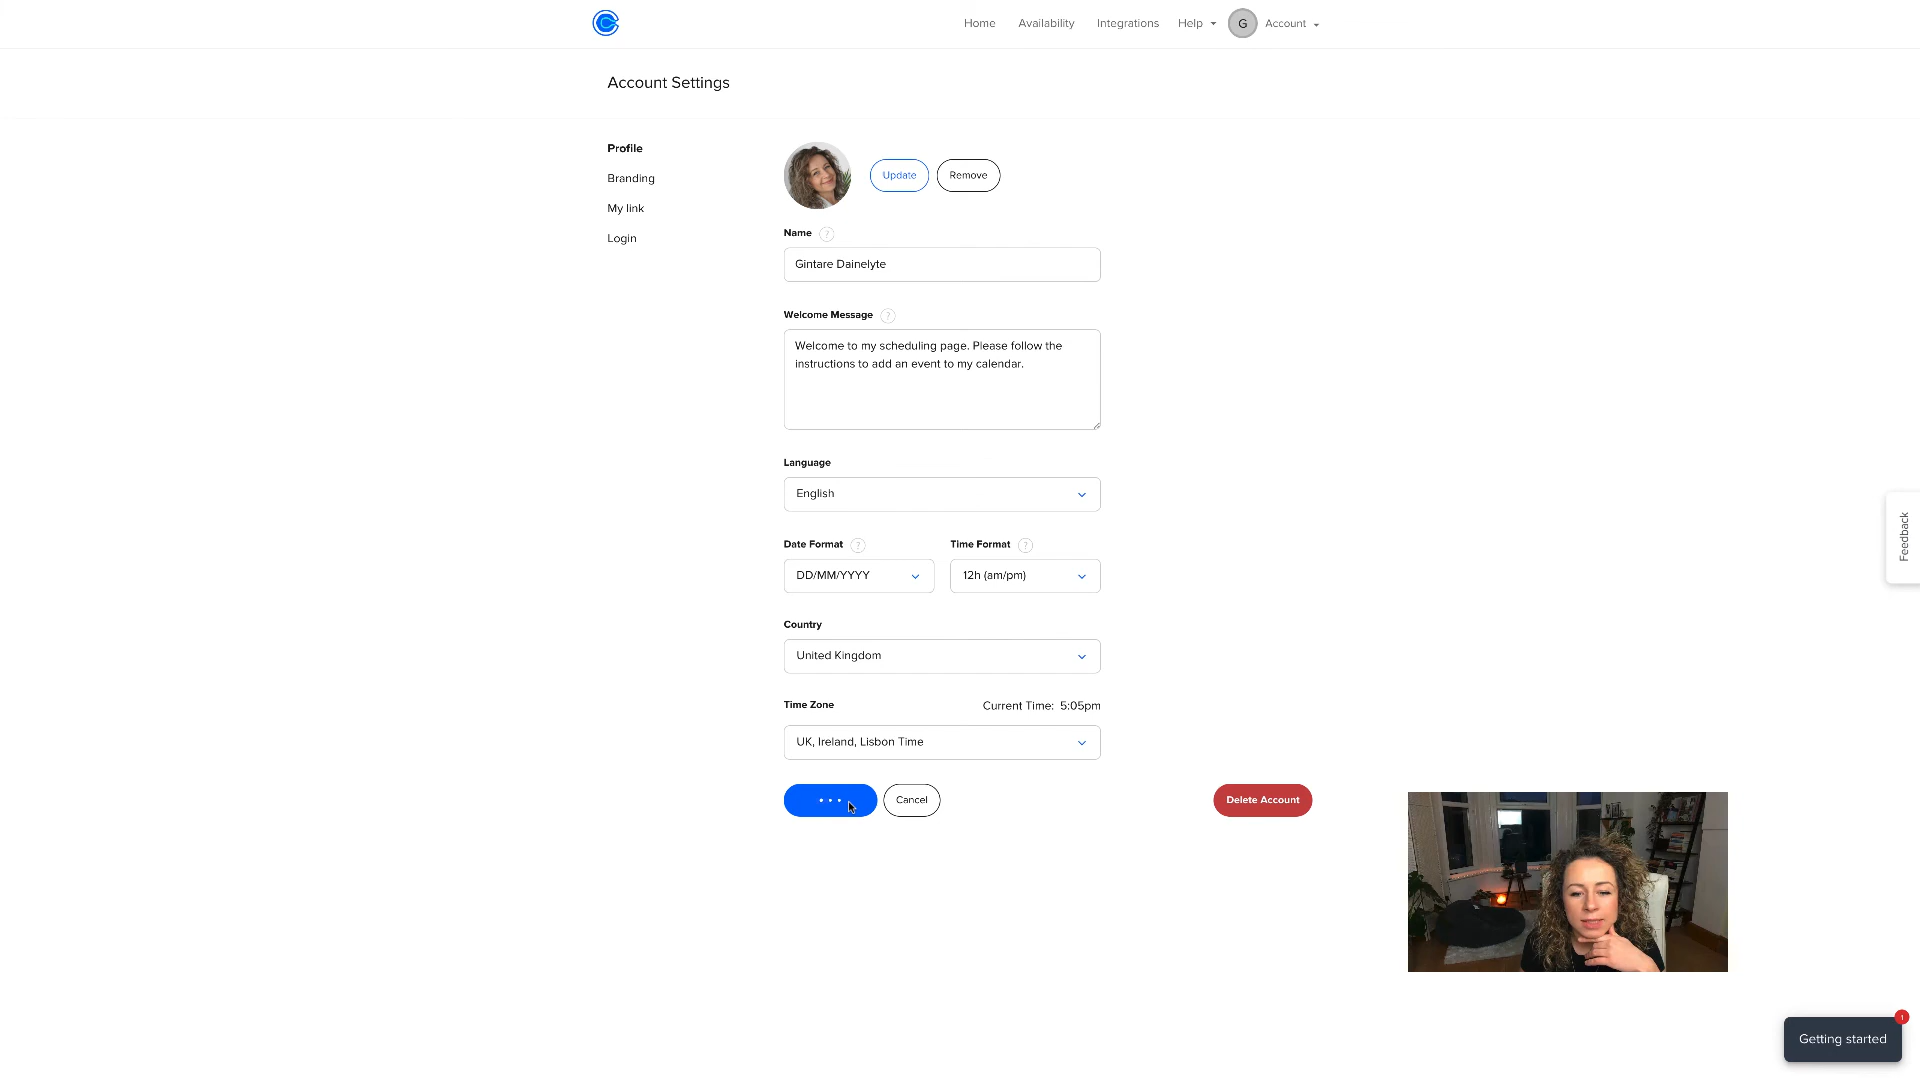 Home Availability Integrations Help G Account
Account Settings
Profile
Branding
My link
Login
Update Remove
Name ?
Gintare Dainelyte
Welcome Message ?
Welcome to my scheduling page. Please follow the
instructions to add an event to my calendar.
Language
English
Date Format ? Time Format ?
DD/MM/YYYY 12h (am/pm)
Country
United Kingdom
Time Zone Current Time: 5:05pm
UK, Ireland, Lisbon Time
Cancel Delete Account
Feedback
1
Getting started